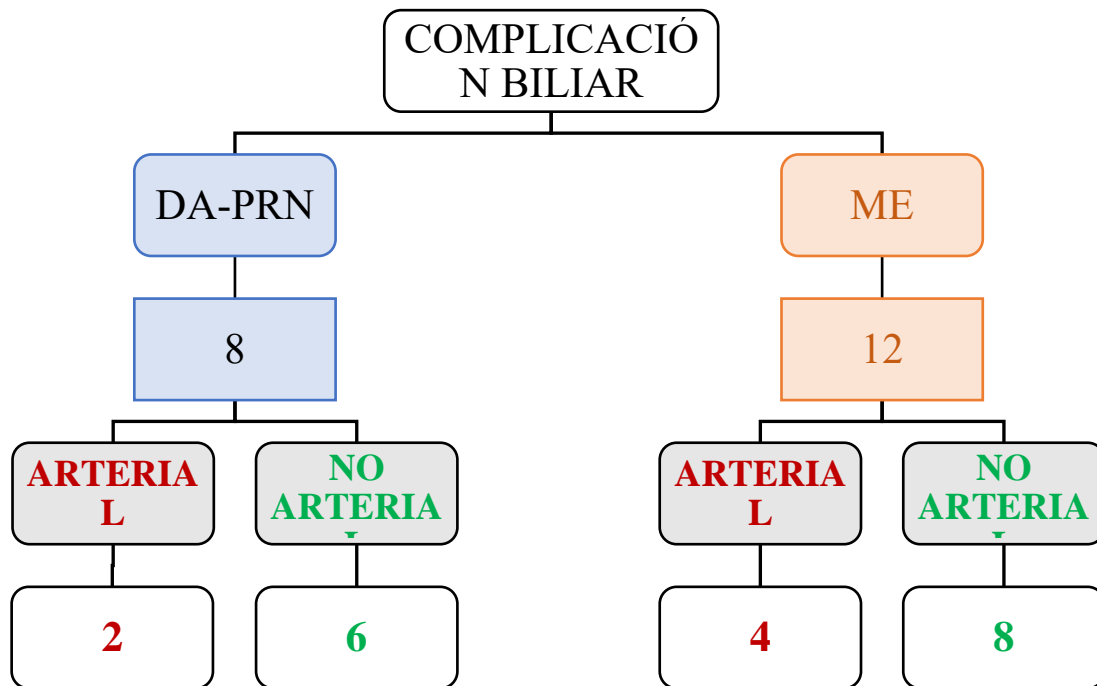 COMPLICACIÓ
N BILIAR
DA-PRN
ME
8
12
ARTERIA
L
NO
ARTERIA
L
ARTERIA
L
NO
ARTERIA
L
2
6
4
8